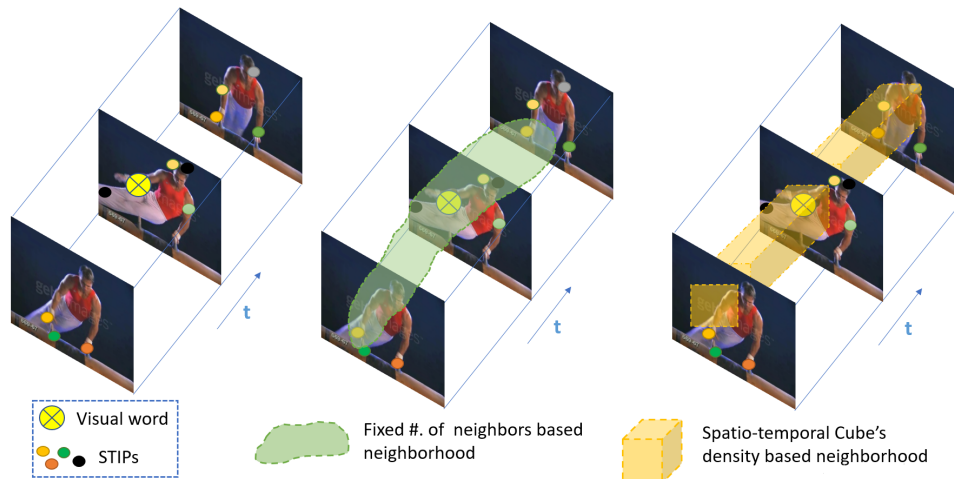 t
t
t
Visual word
STIPs
Fixed #. of neighbors based
neighborhood
Spatio-temporal Cube's
density based neighborhood